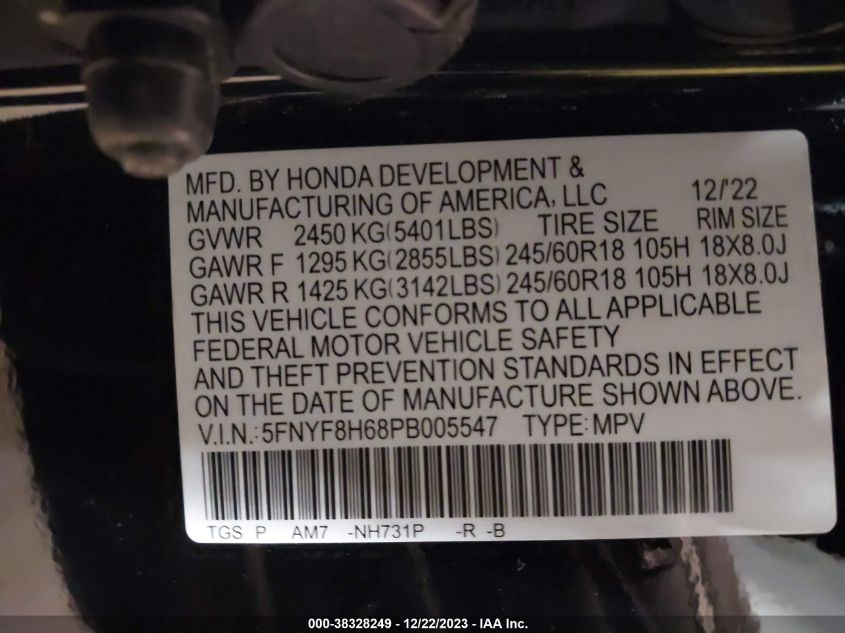 MFD. BY HONDA DEVELOPMENT &
MANUFACTURING OF AMERICA, LLC 12/'22
GVWR 2450 KG(5401LBS) TIRE SIZE RIM SIZE
GAWR F 1295 KG(2855LBS) 245/60R18 105H 18X8.0J
GAWR R 1425 KG(3142LBS) 245/60R18 105H 18X8.0J
THIS VEHICLE CONFORMS TO ALL APPLICABLE
FEDERAL MOTOR VEHICLE SAFETY
AND THEFT PREVENTION STANDARDS IN EFFECT
ON THE DATE OF MANUFACTURE SHOWN ABOVE.
V.I.N.:5FNYF8H68PB005547 TYPE:MPV
TGS P AM7 -NH731P -R -B
000-38328249 - 12/22/2023 - IAA Inc.